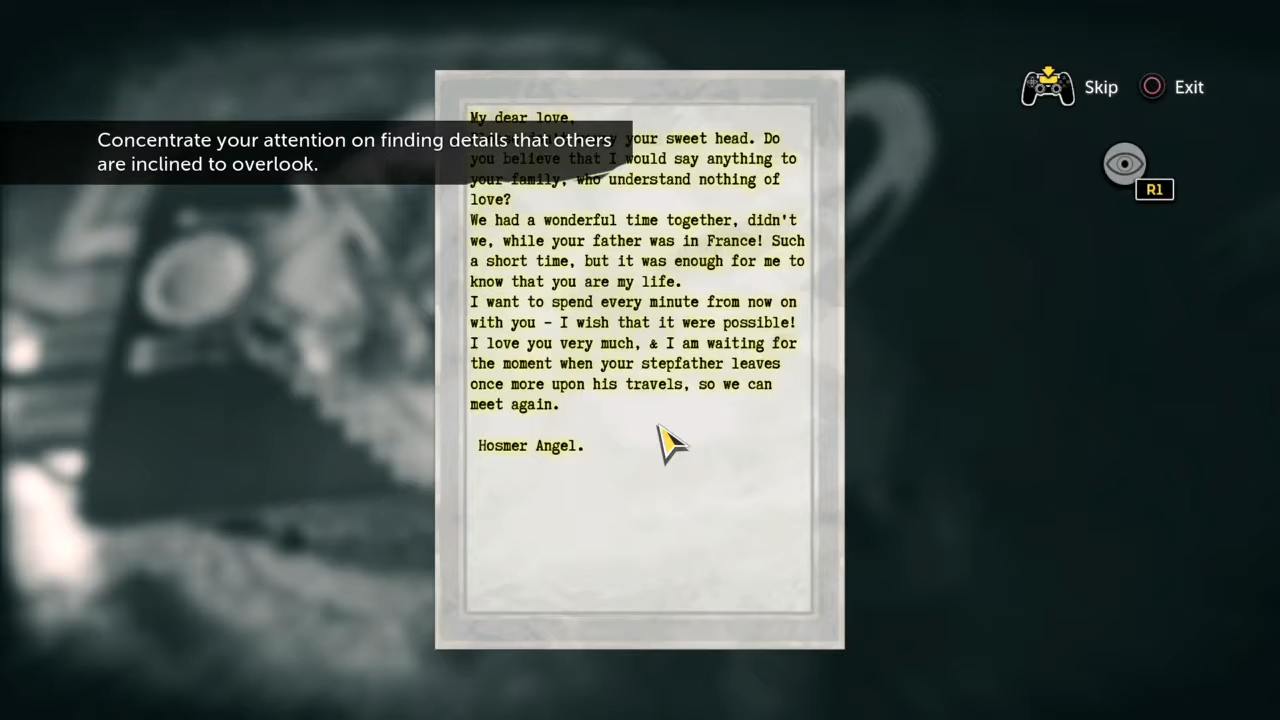 Skip
Exit
R1
Concentrate your attention on finding details that others
are inclined to overlook.
My dear love,
your sweet head. Do
you believe that I would say anything to
your family, who understand nothing of
love?
We had a wonderful time together, didn't
we, while your father was in France! Such
a short time, but it was enough for me to
know that you are my life.
I want to spend every minute from now on
with you - I wish that it were possible!
I love you very much, & I am waiting for
the moment when your stepfather leaves
once more upon his travels, so we can
meet again.
Hosmer Angel.